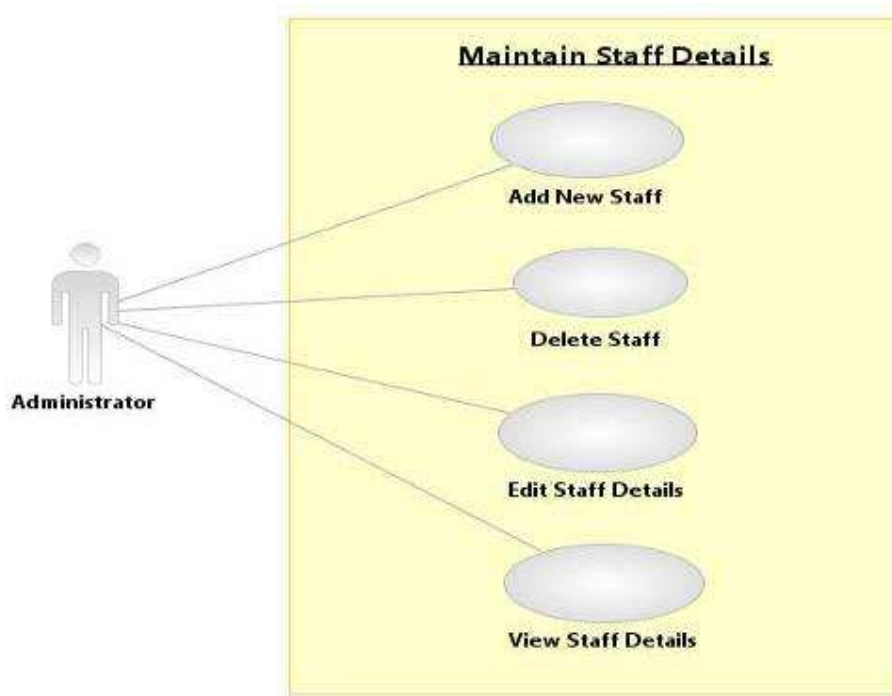 Maintain Staff Details
Add New Staff
Delete Staff
Administrator
Edit Staff Details
View Staff Details